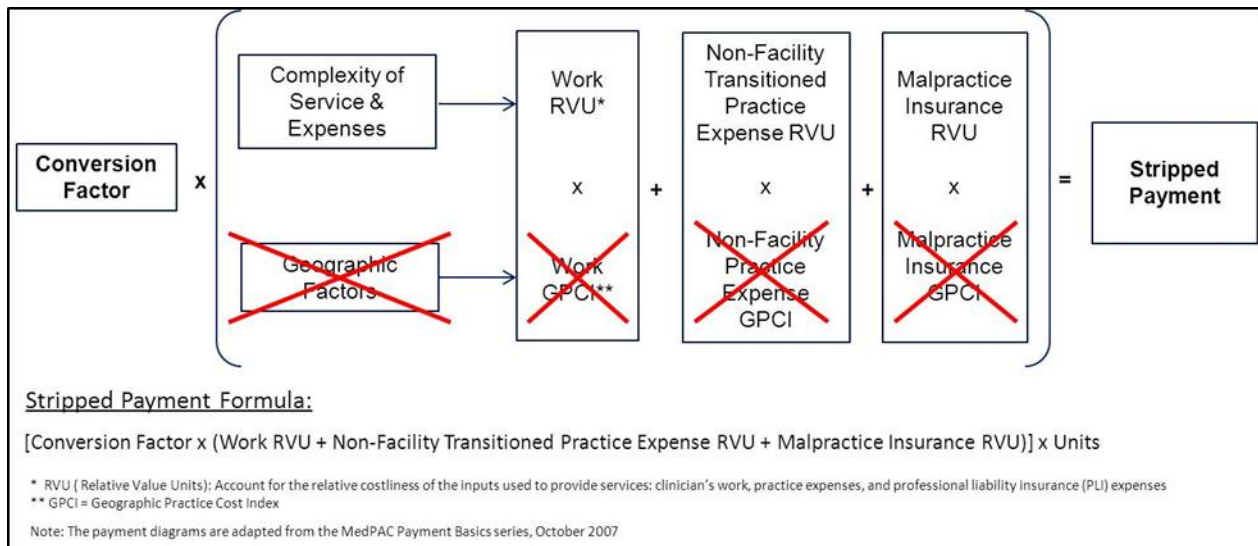 Conversion
Factor
x
Complexity of
Service &
Expenses
Geographic
Factors
Work
RVU*
x
Work
GPCI**
+
Non-Facility
Transitioned
Practice
Expense RVU
x
Non-Facility
Practice
Expense
GPCI
+
Malpractice
Insurance
RVU
x
Malpractice
Insurance
GPCI
=
Stripped
Payment
Stripped Payment Formula:
[Conversion Factor x (Work RVU + Non-Facility Transitioned Practice Expense RVU + Malpractice Insurance RVU)] x Units
* RVU ( Relative Value Units): Account for the relative costliness of the inputs used to provide services: clinician's work, practice expenses, and professional liability insurance (PLI) expenses
** GPCI = Geographic Practice Cost Index
Note: The payment diagrams are adapted from the MedPAC Payment Basics series, October 2007